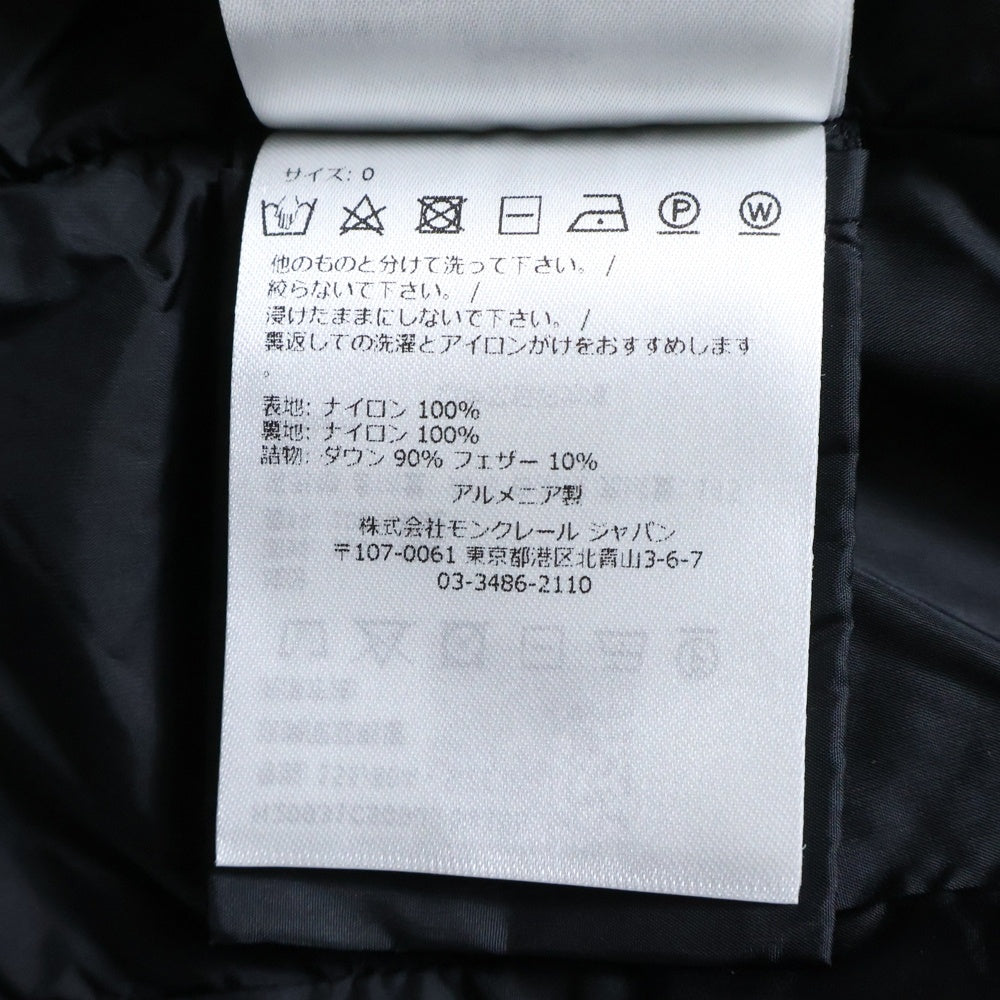 サイズ: 0
P W
他のものと分けて洗って下さい。 /
絞らないで下さい。 /
浸けたままにしないで下さい。 /
裏返しての洗濯とアイロンがけをおすすめします
。
表地: ナイロン 100%
裏地: ナイロン 100%
詰物: ダウン 90% フェザー 10%
アルメニア製
株式会社モンクレール ジャパン
〒107-0061 東京都港区北青山3-6-7
03-3486-2110